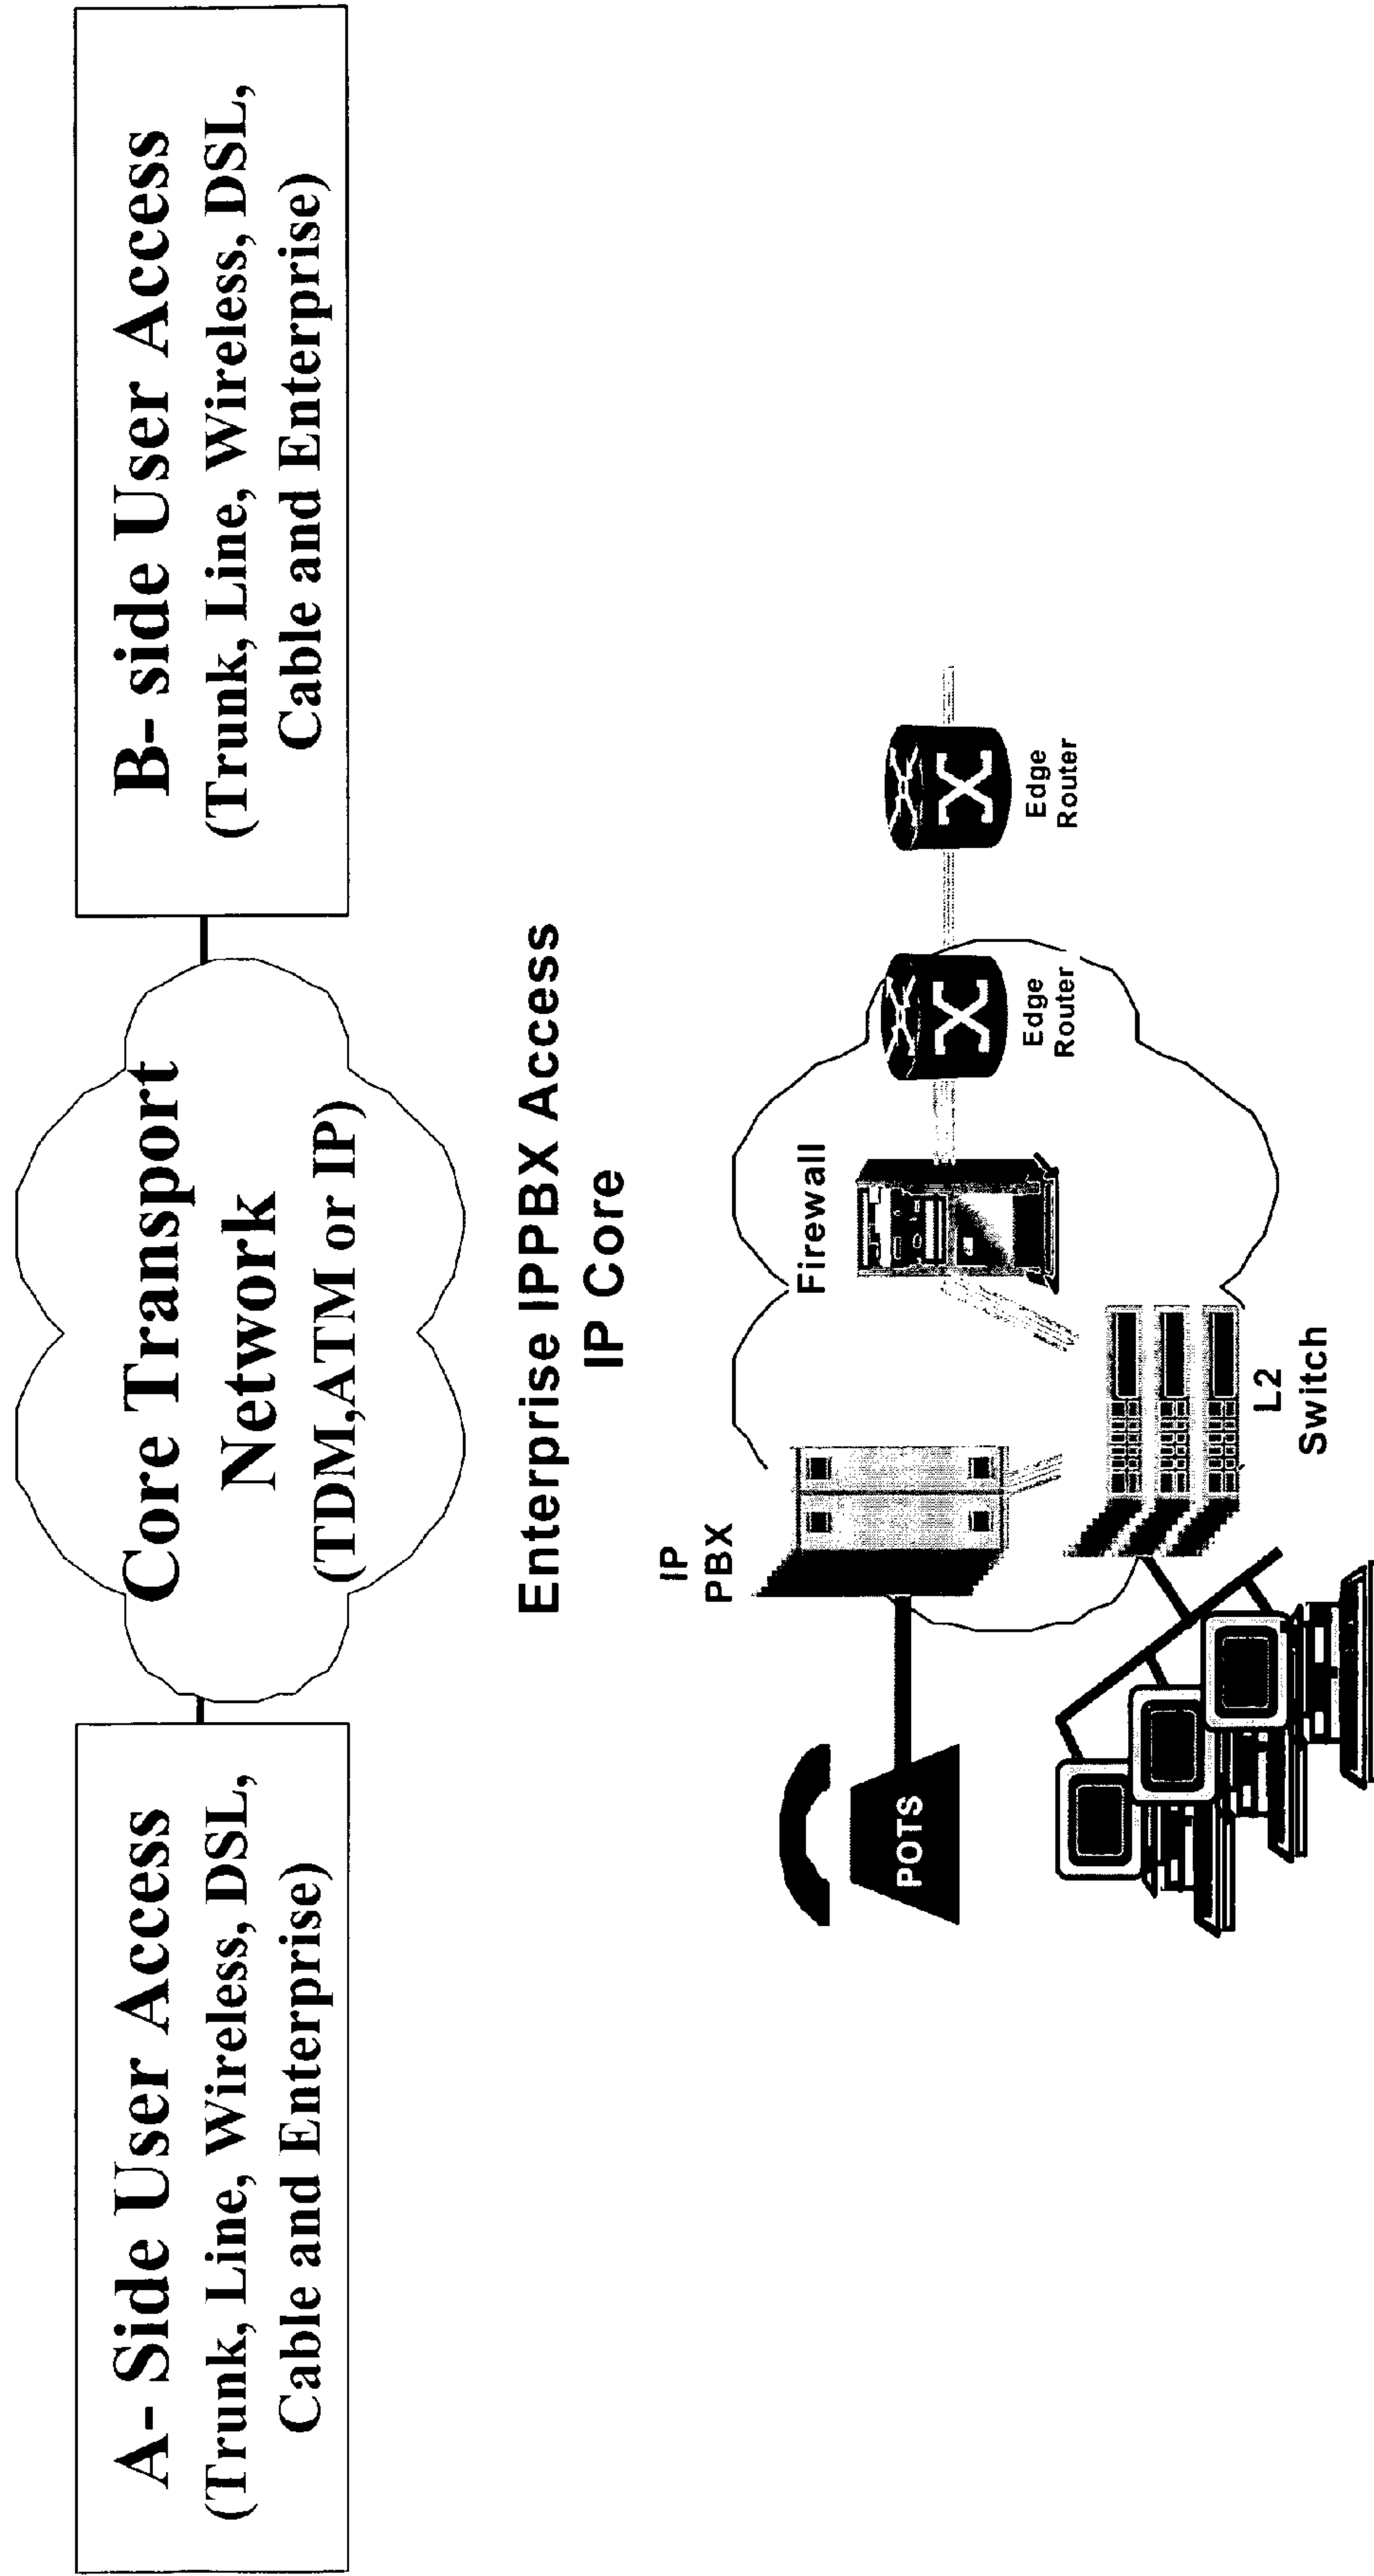 A- Side User Access
(Trunk, Line, Wireless, DSL,
Cable and Enterprise)
Core Transport
Network
(TDM,ATM or IP)
B- side User Access
(Trunk, Line, Wireless, DSL,
Cable and Enterprise)
Enterprise IPPBX Access
IP Core
IP
PBX
Firewall
POTS
Edge
Router
Edge
Router
L2
Switch